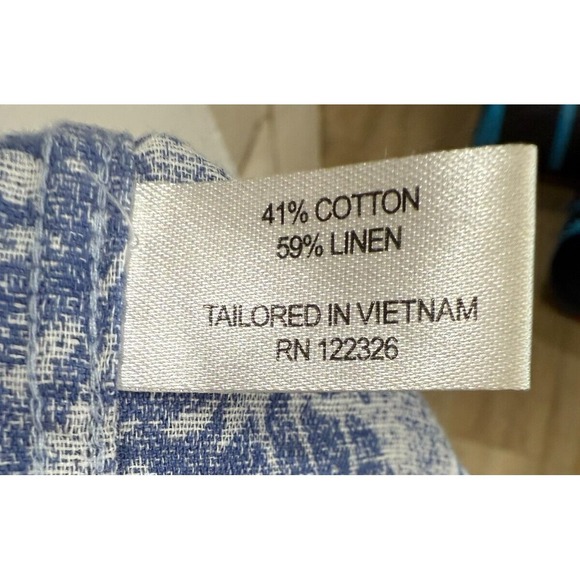 41% COTTON
59% LINEN
TAILORED IN VIETNAM
RN 122326